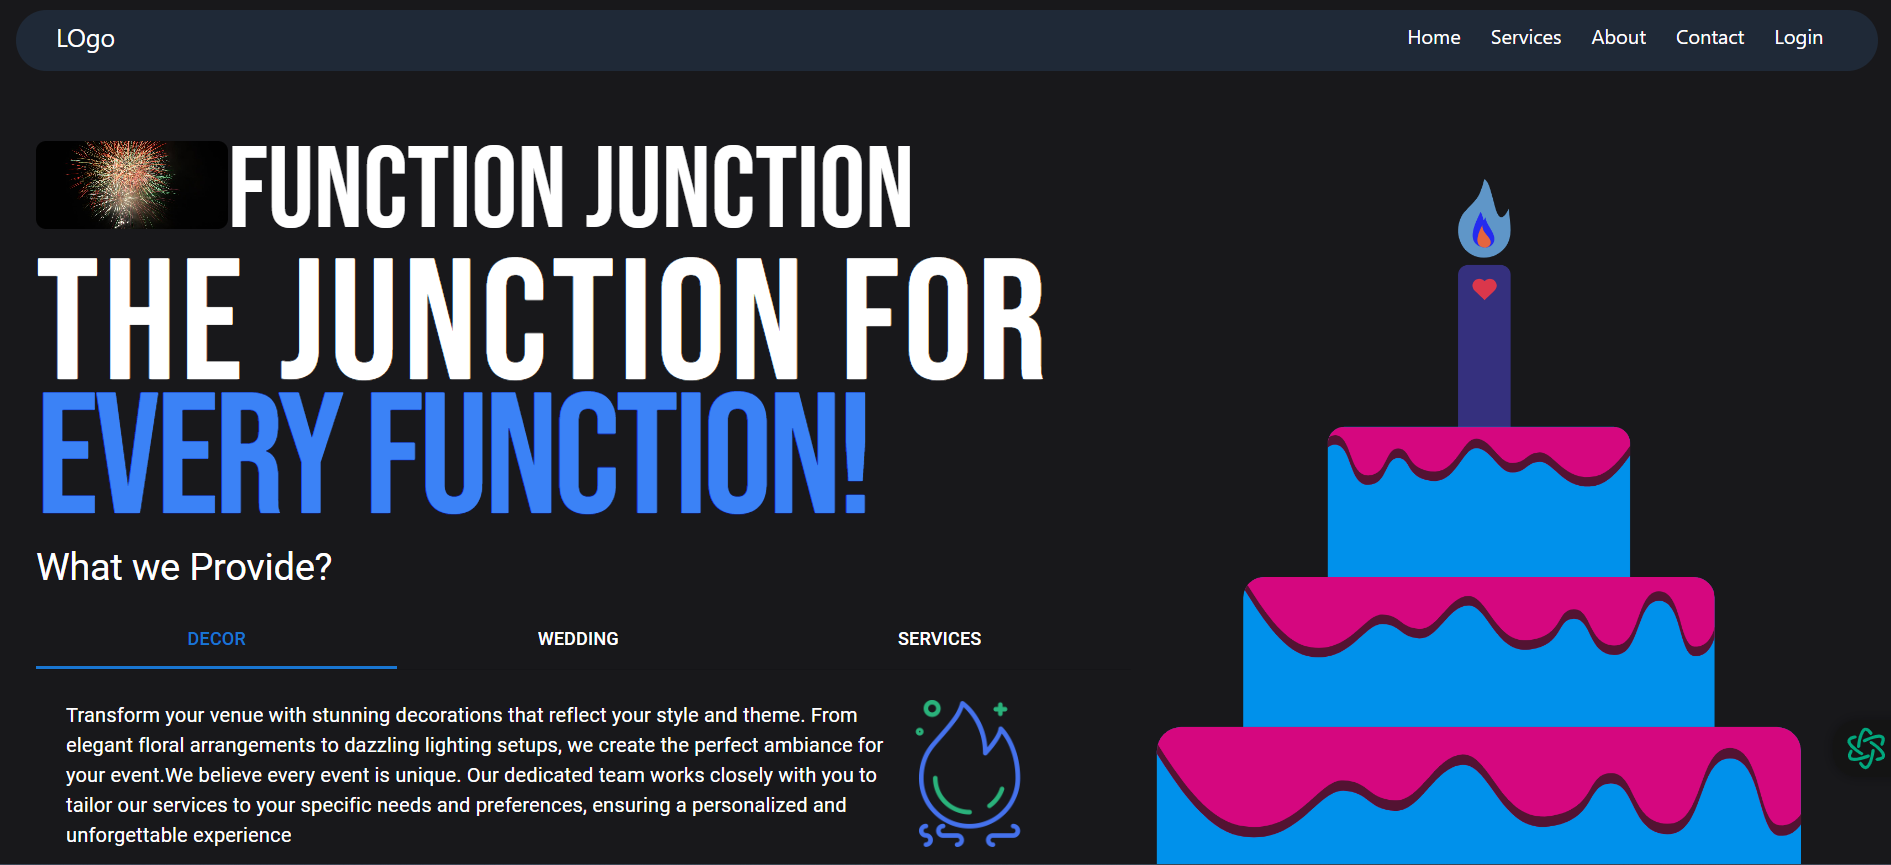 LOgo
Home Services About Contact Login
FUNCTION JUNCTION
THE JUNCTION FOR
EVERY FUNCTION!
What we Provide?
DECOR WEDDING SERVICES
Transform your venue with stunning decorations that reflect your style and theme. From
elegant floral arrangements to dazzling lighting setups, we create the perfect ambiance for
your event.We believe every event is unique. Our dedicated team works closely with you to
tailor our services to your specific needs and preferences, ensuring a personalized and
unforgettable experience